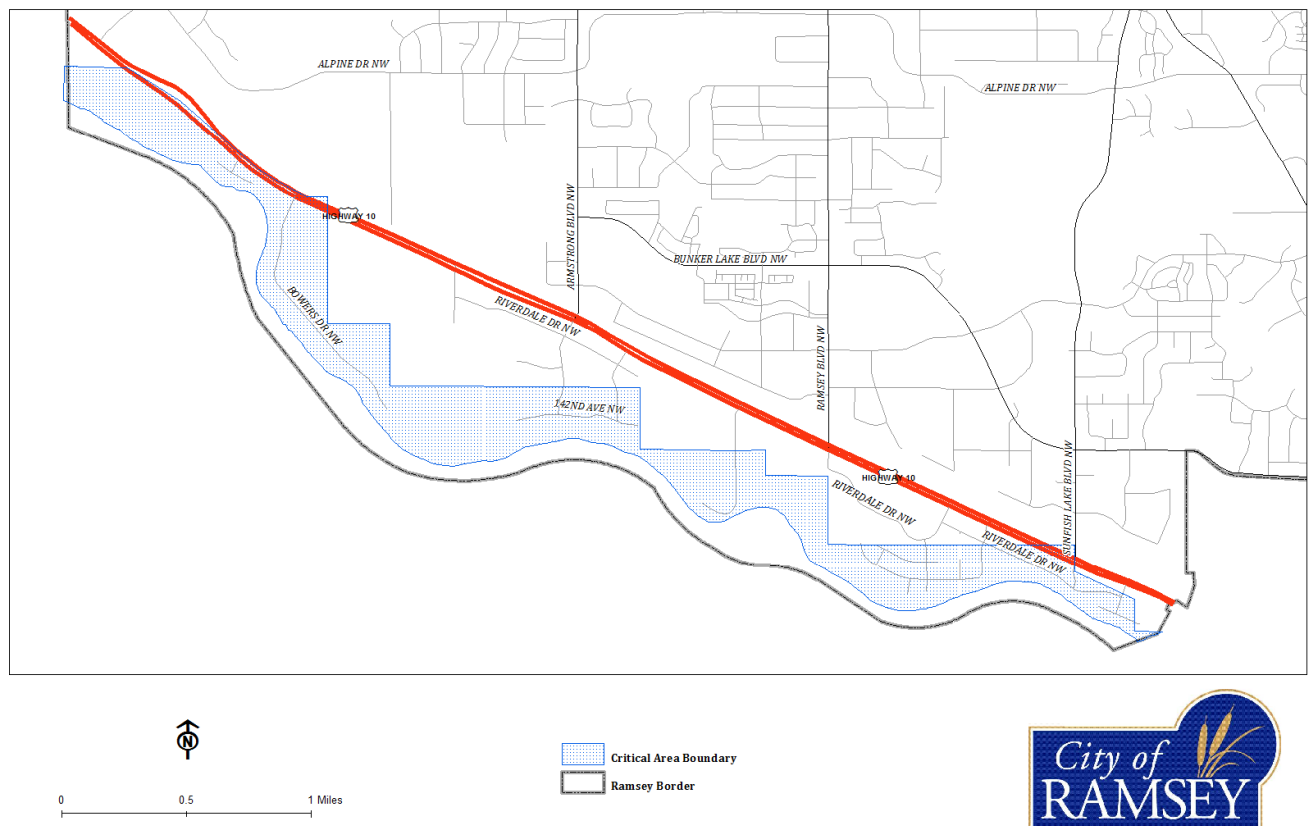 ALPINE DR NW
ALPINE DR NW
ARMSTRONG BLVD NW
HIGHWAY 10
BUNKER LAKE BLVD NW
BOWERS DR NW
RIVERDALE DR NW
RAMSEY BLVD NW
142ND AVE NW
HIGHWAY 10
RIVERDALE DR NW
SUNFISH LAKE BLVD NW
RIVERDALE DR NW
N
0 0.5 1 Miles
Critical Area Boundary
Ramsey Border
City of
RAMSEY